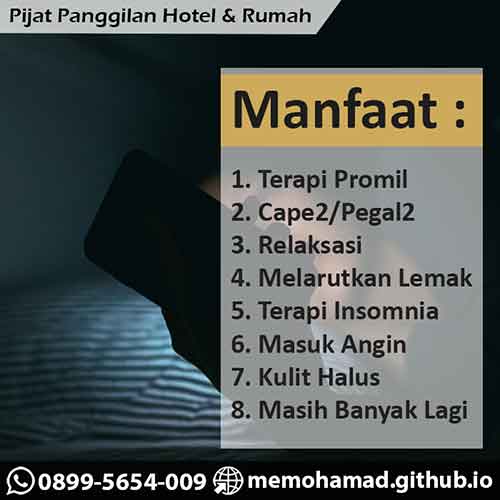 Pijat Panggilan Hotel & Rumah
Manfaat :
1. Terapi Promil
2. Cape2/Pegal2
3. Relaksasi
4. Melarutkan Lemak
5. Terapi Insomnia
6. Masuk Angin
7. Kulit Halus
8. Masih Banyak Lagi
0899-5654-009 memohamad.github.io